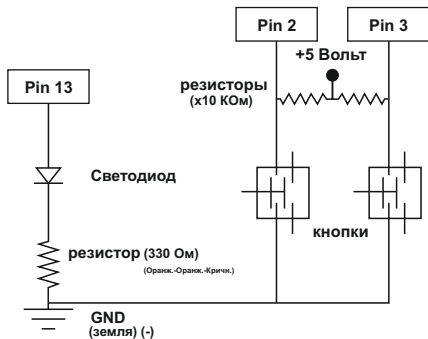 Pin 2
Pin 3
+5 Вольт
Pin 13
резисторы
(x10 КОм)
Светодиод
кнопки
резистор (330 Ом)
(Оранж.-Оранж.-Кричн.)
GND
(земля) (-)